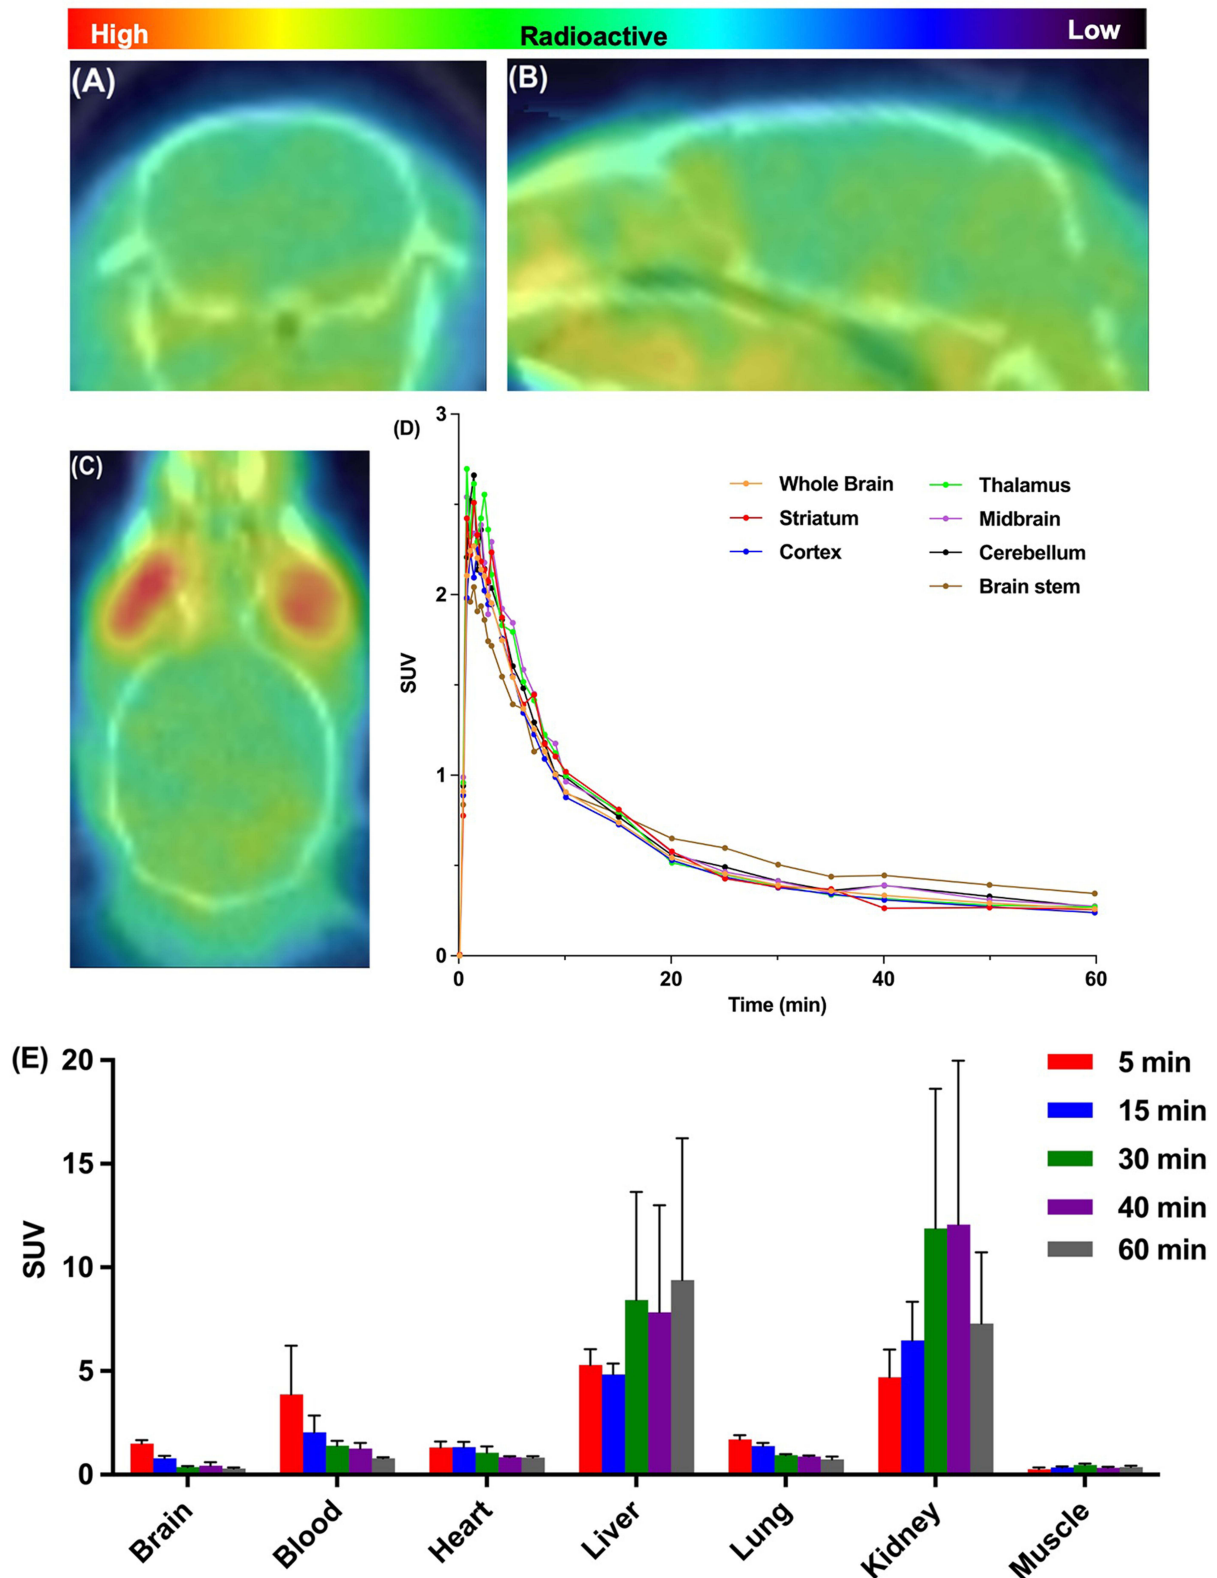 High Radioactive Low
(A)
(B)
(C)
(D)
3
2
1
0
SUV
0 20 40 60
Time (min)
Whole Brain
Striatum
Cortex
Thalamus
Midbrain
Cerebellum
Brain stem
(E)
20
15
10
5
0
SUV
5 min
15 min
30 min
40 min
60 min
Brain Blood Heart Liver Lung Kidney Muscle